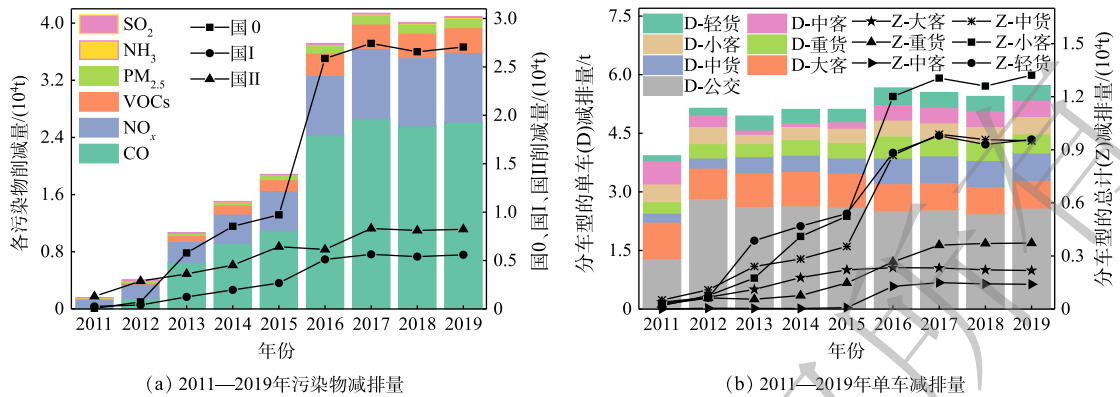 各污染物削减量/(10⁴t)
4.0
3.2
2.4
1.6
0.8
0
SO₂
NH₃
PM₂.₅
VOCs
NOₓ
CO
国 0
国I
国II
3.0
2.5
2.0
1.5
1.0
0.5
0
国0、国I、国II削减量/(10⁴t)
2011 2012 2013 2014 2015 2016 2017 2018 2019
年份
(a) 2011—2019年污染物减排量
分车型的单车(D)减排量/t
7.5
6.0
4.5
3.0
1.5
0
D-轻货 D-中客 Z-大客 Z-中货
D-小客 D-重货 Z-重货 Z-小客
D-中货 D-大客 Z-中客 Z-轻货
D-公交
1.5
1.2
0.9
0.6
0.3
0
分车型的总计(Z)减排量/(10⁴t)
2011 2012 2013 2014 2015 2016 2017 2018 2019
年份
(b) 2011—2019年单车减排量